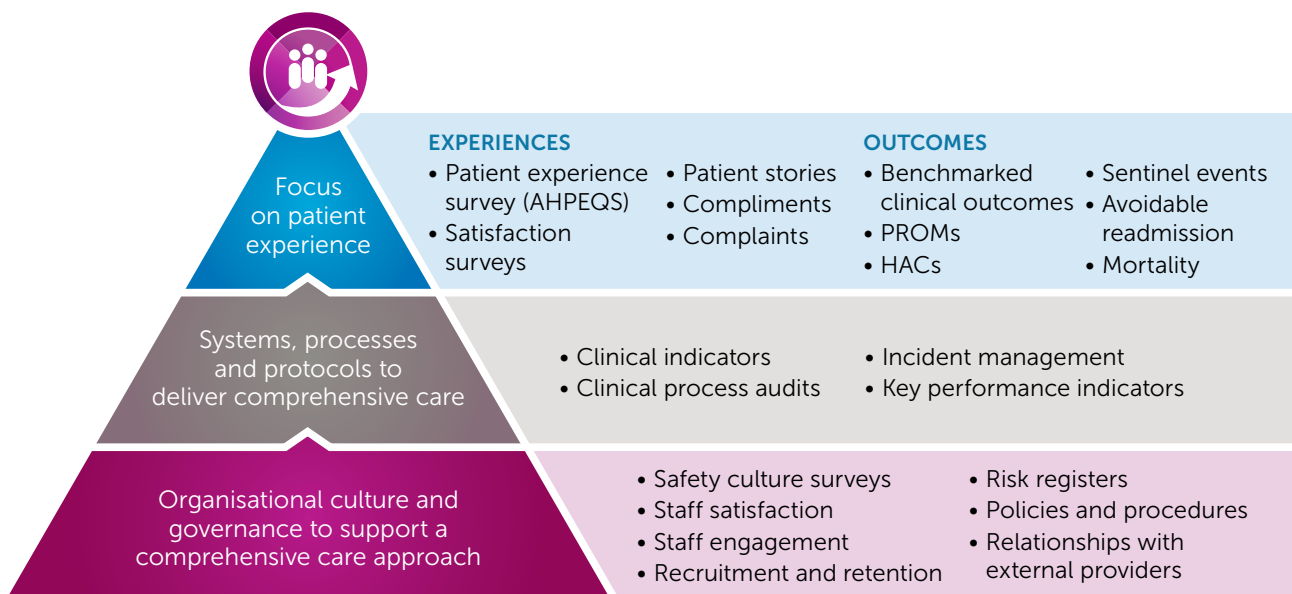 Focus
on patient
experience
EXPERIENCES
• Patient experience
survey (AHPEQS)
• Satisfaction
surveys
• Patient stories
• Compliments
• Complaints
OUTCOMES
• Benchmarked
clinical outcomes
• PROMs
• HACs
• Sentinel events
• Avoidable
readmission
• Mortality
Systems, processes
and protocols to
deliver comprehensive care
• Clinical indicators
• Clinical process audits
• Incident management
• Key performance indicators
Organisational culture and
governance to support a
comprehensive care approach
• Safety culture surveys
• Staff satisfaction
• Staff engagement
• Recruitment and retention
• Risk registers
• Policies and procedures
• Relationships with
external providers